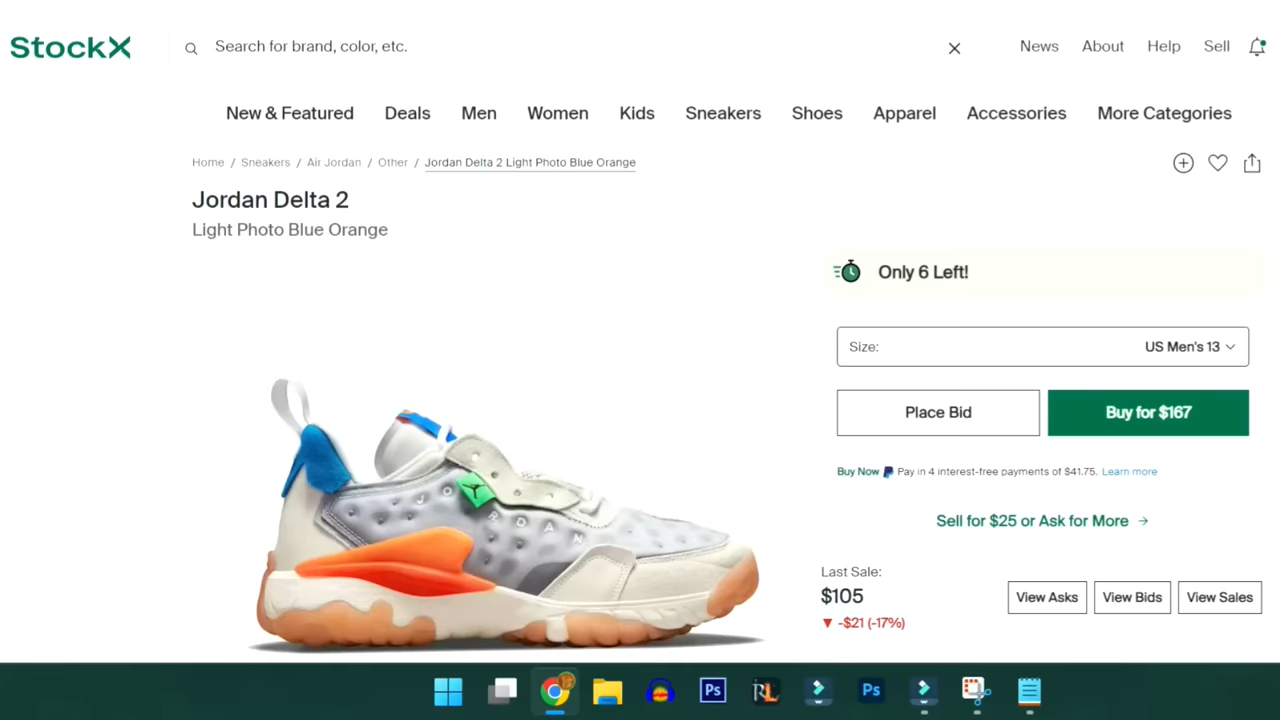 StockX
Search for brand, color, etc.
News About Help Sell
New & Featured Deals Men Women Kids Sneakers Shoes Apparel Accessories More Categories
Home / Sneakers / Air Jordan / Other / Jordan Delta 2 Light Photo Blue Orange
Jordan Delta 2
Light Photo Blue Orange
Only 6 Left!
Size: US Men's 13
Place Bid Buy for $167
Buy Now Pay in 4 interest-free payments of $41.75. Learn more
Sell for $25 or Ask for More
Last Sale:
$105
-$21 (-17%)
View Asks View Bids View Sales
JORDAN
Ps
RL
Ps